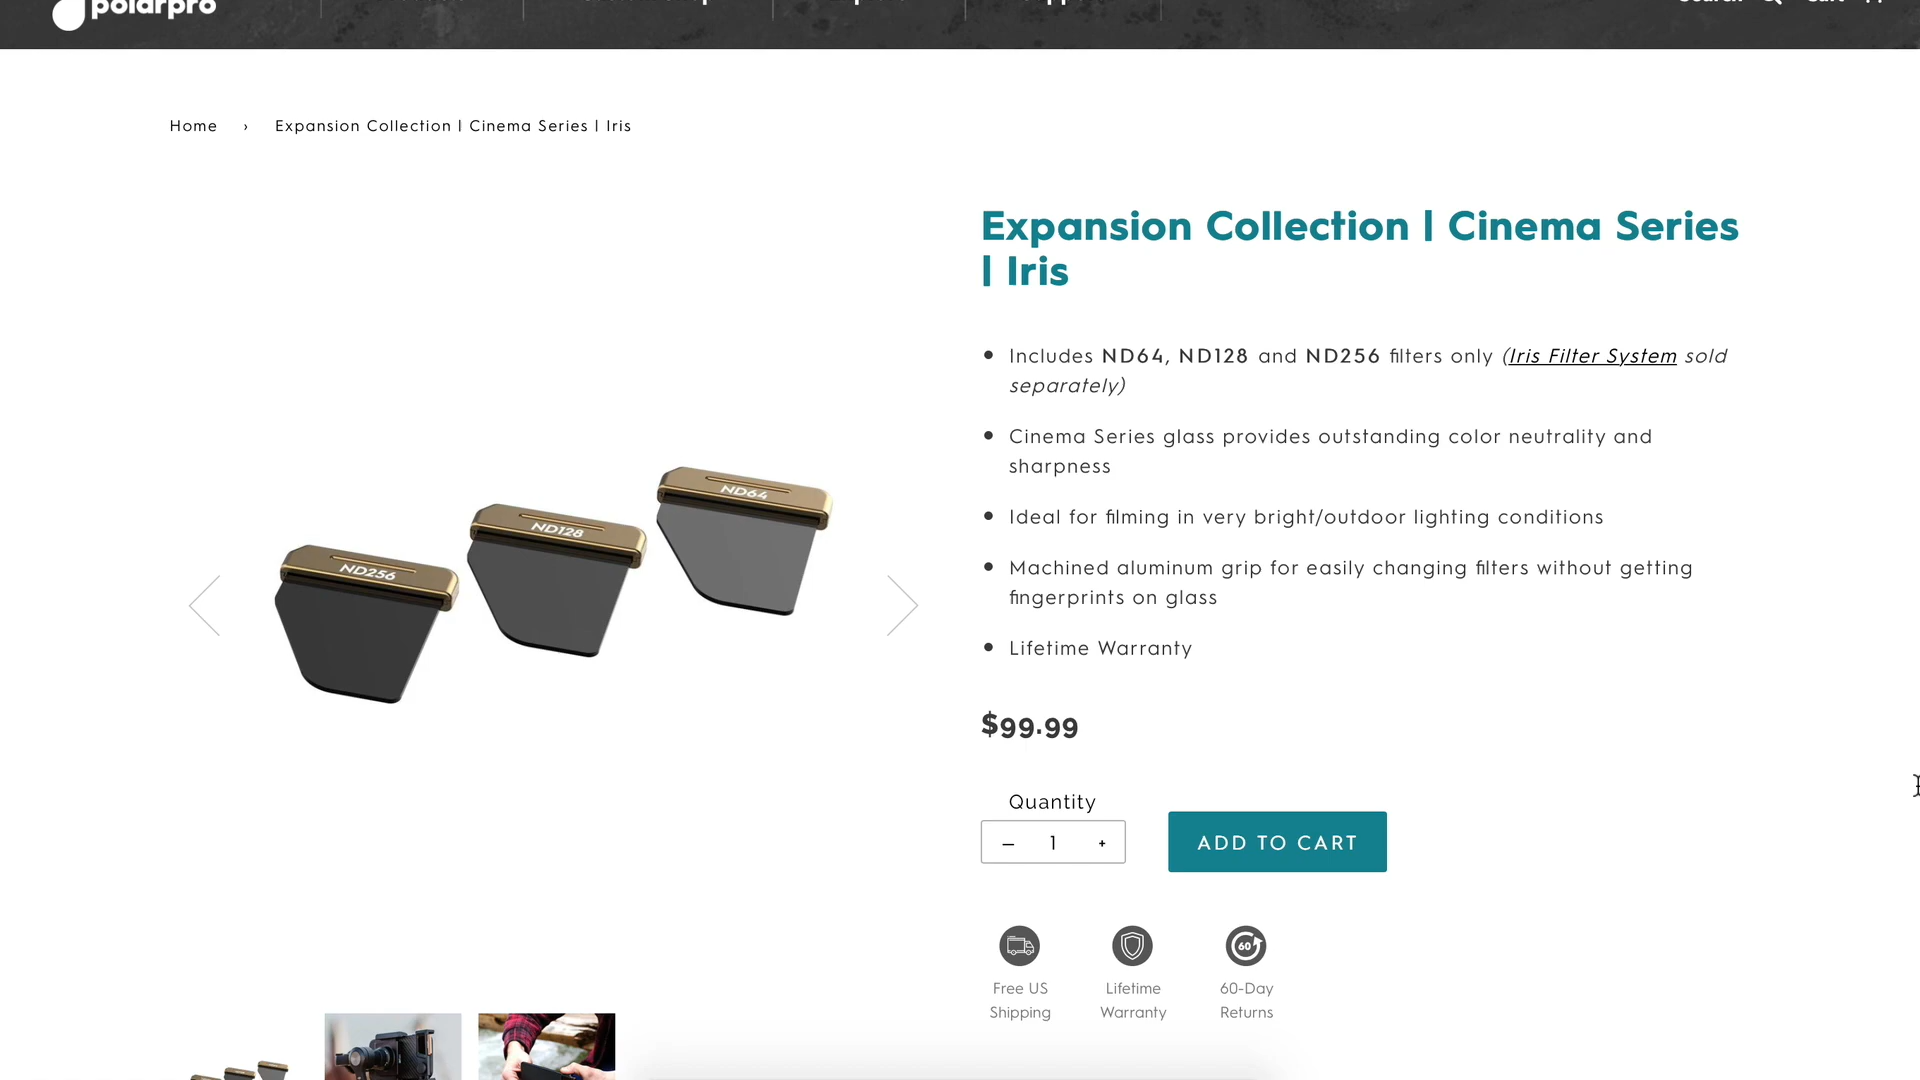 polarpro
Home › Expansion Collection | Cinema Series | Iris
Expansion Collection | Cinema Series
| Iris
• Includes ND64, ND128 and ND256 filters only (Iris Filter System sold
separately)
• Cinema Series glass provides outstanding color neutrality and
sharpness
• Ideal for filming in very bright/outdoor lighting conditions
• Machined aluminum grip for easily changing filters without getting
fingerprints on glass
• Lifetime Warranty
ND64
ND128
ND256
$99.99
Quantity
– 1 +
ADD TO CART
60
Free US
Shipping
Lifetime
Warranty
60-Day
Returns